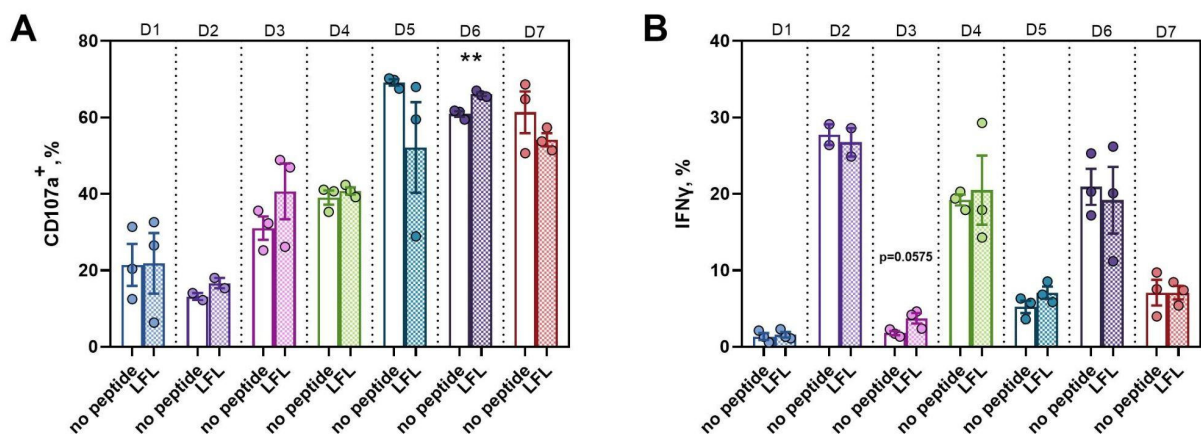 A
D1 D2 D3 D4 D5 D6 D7
**
CD107a+, %
80
60
40
20
0
no peptide LFL no peptide LFL no peptide LFL no peptide LFL no peptide LFL no peptide LFL no peptide LFL
B
D1 D2 D3 D4 D5 D6 D7
p=0.0575
IFNγ, %
40
30
20
10
0
no peptide LFL no peptide LFL no peptide LFL no peptide LFL no peptide LFL no peptide LFL no peptide LFL